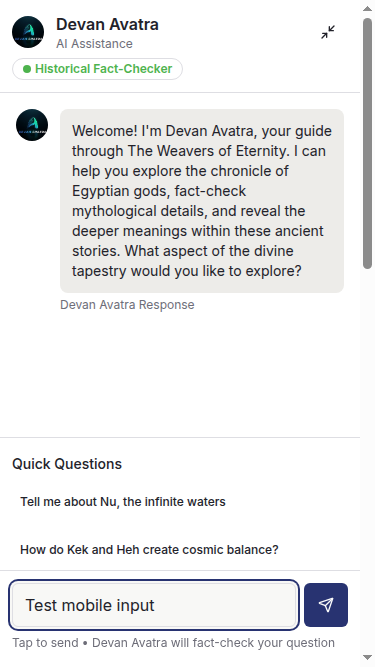 Devan Avatra
AI Assistance
Historical Fact-Checker
Welcome! I'm Devan Avatra, your guide
through The Weavers of Eternity. I can
help you explore the chronicle of
Egyptian gods, fact-check
mythological details, and reveal the
deeper meanings within these ancient
stories. What aspect of the divine
tapestry would you like to explore?
Devan Avatra Response
Quick Questions
Tell me about Nu, the infinite waters
How do Kek and Heh create cosmic balance?
Test mobile input
Tap to send • Devan Avatra will fact-check your question